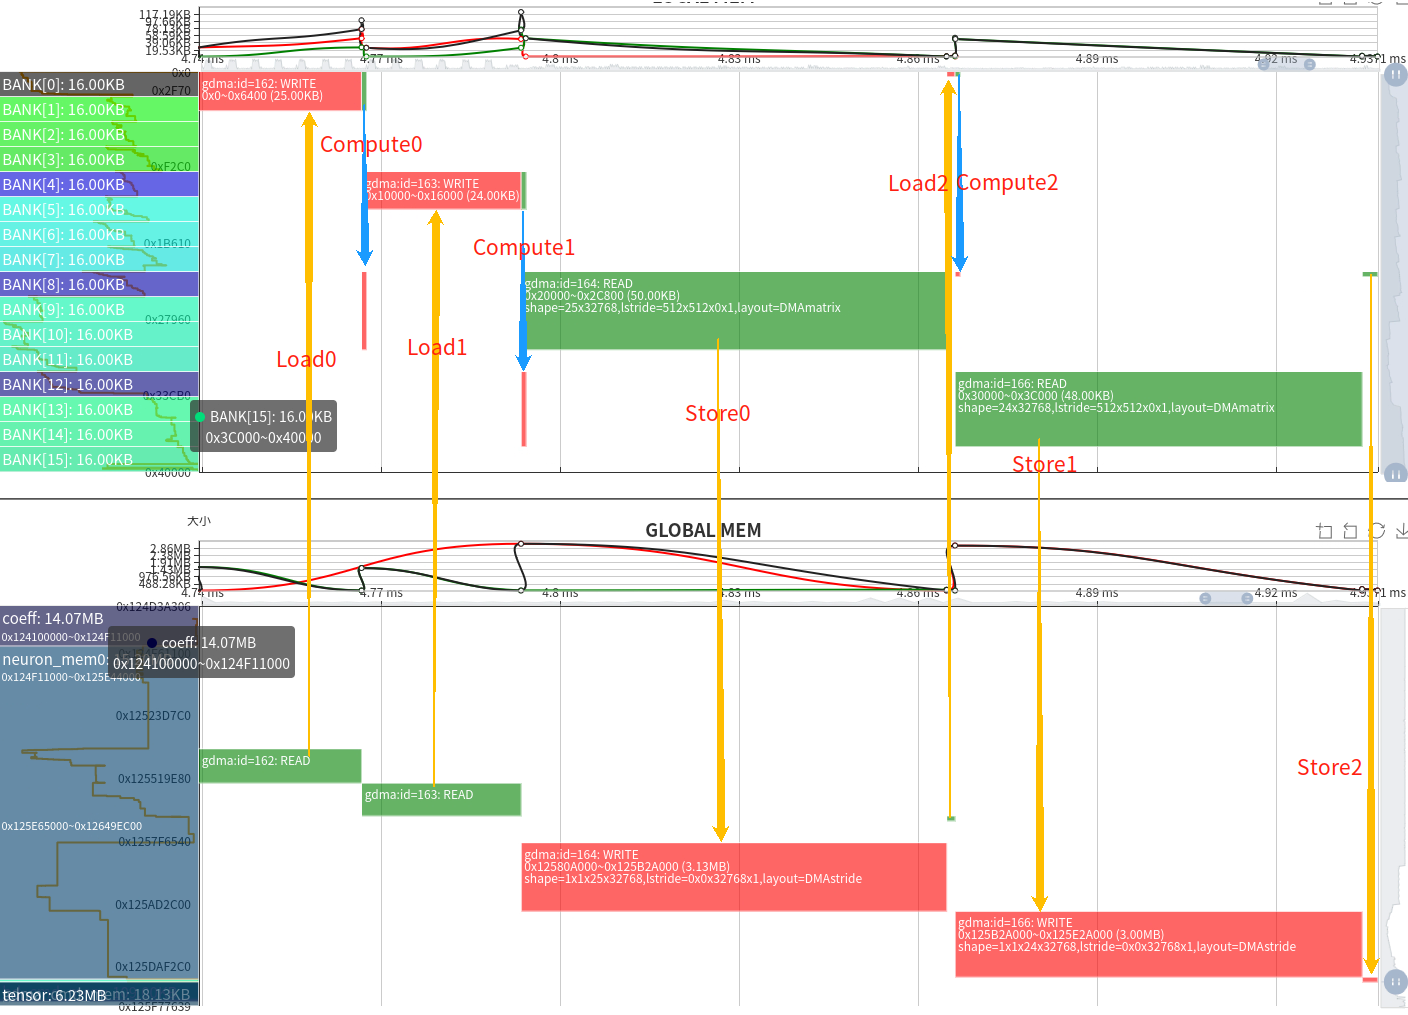 117.19KB
97.66KB
78.13KB
58.59KB
39.06KB
19.53KB
4.74 ms
4.77 ms
4.8 ms
4.83 ms
4.86 ms
4.89 ms
4.92 ms
0x0
BANK[0]: 16.00KB
0x2F70
BANK[1]: 16.00KB
BANK[2]: 16.00KB
BANK[3]: 16.00KB
0xF2C0
BANK[4]: 16.00KB
BANK[5]: 16.00KB
BANK[6]: 16.00KB
0x1B610
BANK[7]: 16.00KB
BANK[8]: 16.00KB
BANK[9]: 16.00KB
0x27960
BANK[10]: 16.00KB
BANK[11]: 16.00KB
BANK[12]: 16.00KB
0x33CB0
BANK[13]: 16.00KB
BANK[14]: 16.00KB
BANK[15]: 16.00KB
0x40000
BANK[15]: 16.00KB
0x3C000~0x40000
gdma:id=162: WRITE
0x0~0x6400 (25.00KB)
Compute0
gdma:id=163: WRITE
0x10000~0x16000 (24.00KB)
Load2
Compute2
Compute1
gdma:id=164: READ
0x20000~0x2C800 (50.00KB)
shape=25x32768,lstride=512x512x0x1,layout=DMAmatrix
Load0
Load1
gdma:id=166: READ
0x30000~0x3C000 (48.00KB)
shape=24x32768,lstride=512x512x0x1,layout=DMAmatrix
Store0
Store1
大小
GLOBAL MEM
2.86MB
2.38MB
1.91MB
1.43MB
976.56KB
488.28KB
4.74 ms
4.77 ms
4.8 ms
4.83 ms
4.86 ms
4.89 ms
4.92 ms
0x124D3A306
coeff: 14.07MB
0x124100000~0x124F11000
coeff: 14.07MB
0x124100000~0x124F11000
neuron_mem0:
0x124F11000~0x125E44000
0x12523D7C0
gdma:id=162: READ
0x125519E80
gdma:id=163: READ
Store2
0x125E65000~0x12649EC00
0x1257F6540
gdma:id=164: WRITE
0x12580A000~0x125B2A000 (3.13MB)
shape=1x1x25x32768,lstride=0x0x32768x1,layout=DMAstride
0x125AD2C00
gdma:id=166: WRITE
0x125B2A000~0x125E2A000 (3.00MB)
shape=1x1x24x32768,lstride=0x0x32768x1,layout=DMAstride
0x125DAF2C0
tensor: 6.23MB
18.13KB
0x125F77639